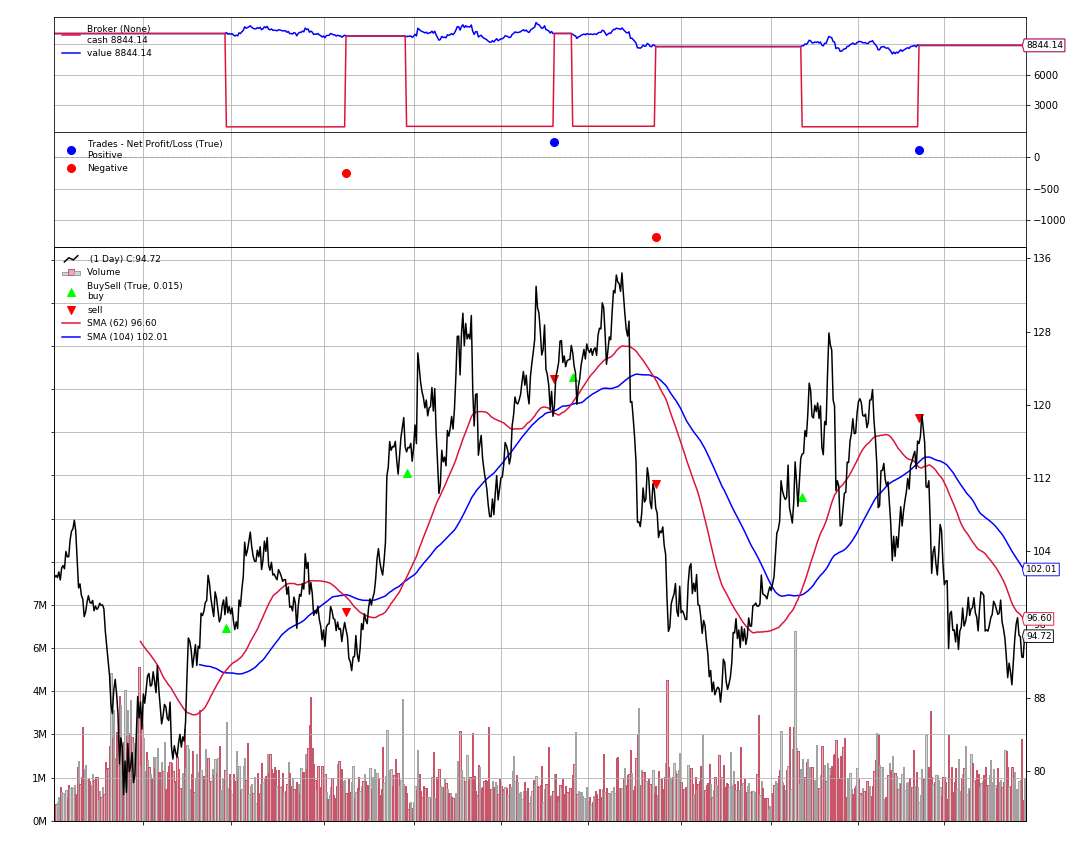 Broker (None)
cash 8844.14
value 8844.14
8844.14
6000
3000
Trades - Net Profit/Loss (True)
Positive
Negative
0
−500
−1000
(1 Day) C:94.72
Volume
BuySell (True, 0.015)
buy
sell
SMA (62) 96.60
SMA (104) 102.01
136
128
120
112
104
102.01
96.60
94.72
88
80
7M
6M
4M
3M
1M
0M